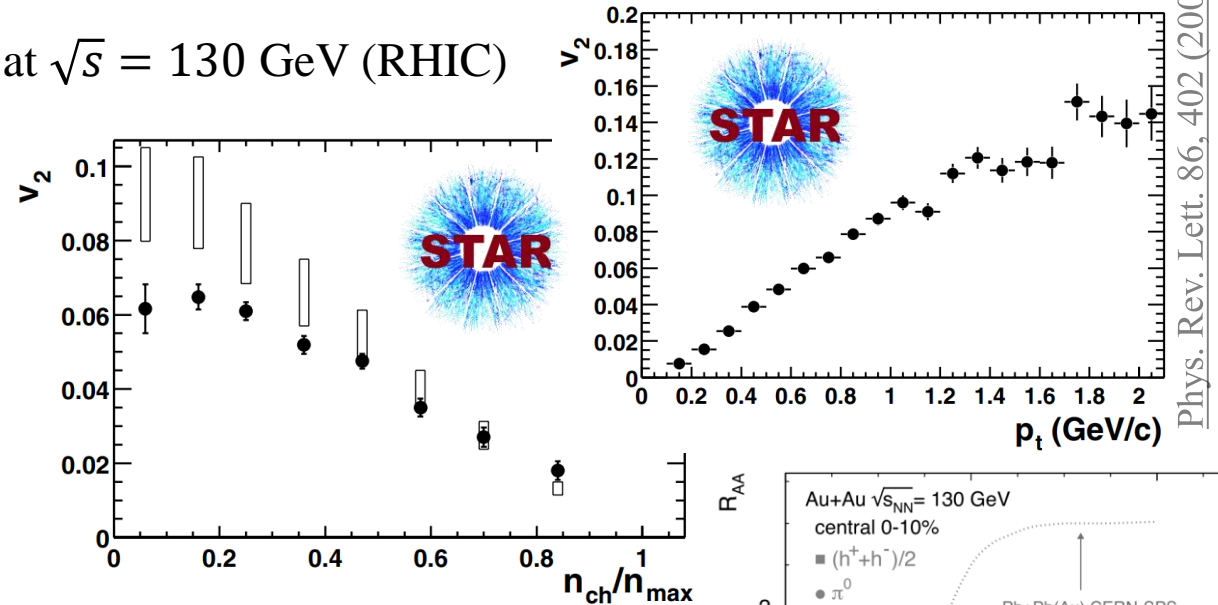 at √s = 130 GeV (RHIC)
v2
0.1
0.08
0.06
0.04
0.02
0
STAR
0 0.2 0.4 0.6 0.8 1
nch/nmax
v2
0.2
0.18
0.16
0.14
0.12
0.1
0.08
0.06
0.04
0.02
0
STAR
0 0.2 0.4 0.6 0.8 1 1.2 1.4 1.6 1.8 2
pt (GeV/c)
Phys. Rev. Lett. 86, 402 (200
RAA
Au+Au √sNN= 130 GeV
central 0-10%
(h++h-)/2
π0